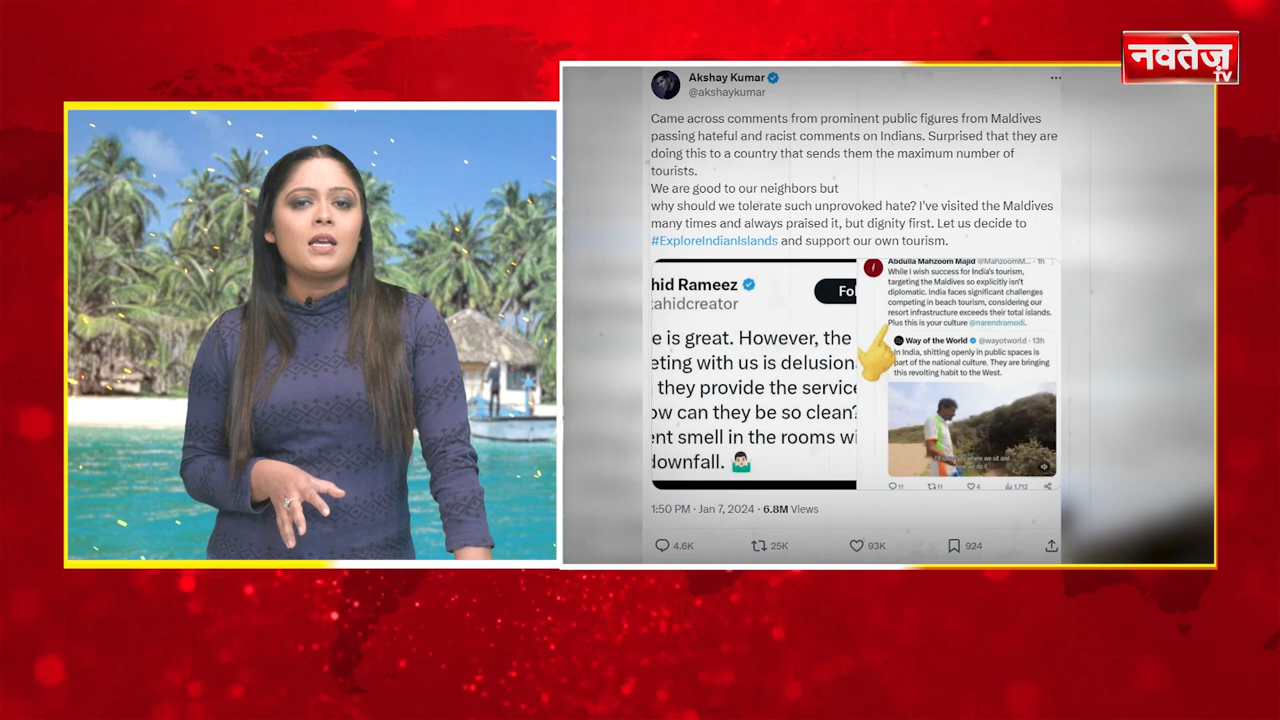 नवतेज़
TV
Akshay Kumar
@akshaykumar
Came across comments from prominent public figures from Maldives
passing hateful and racist comments on Indians. Surprised that they are
doing this to a country that sends them the maximum number of
tourists.
We are good to our neighbors but
why should we tolerate such unprovoked hate? I've visited the Maldives
many times and always praised it, but dignity first. Let us decide to
#ExploreIndianIslands and support our own tourism.
hid Rameez
ahidcreator
Fol
e is great. However, the
eting with us is delusion
they provide the service
ow can they be so clean?
ent smell in the rooms wi
downfall.
Abdulla Mahzoom Majid @MahzoomM... · 1h
While I wish success for India's tourism,
targeting the Maldives so explicitly isn't
diplomatic. India faces significant challenges
competing in beach tourism, considering our
resort infrastructure exceeds their total islands.
Plus this is your culture @narendramodi.
Way of the World @wayotworld · 13h
In India, shitting openly in public spaces is
part of the national culture. They are bringing
this revolting habit to the West.
11 11 4 1,712
1:50 PM · Jan 7, 2024 · 6.8M Views
4.6K 25K 93K 924